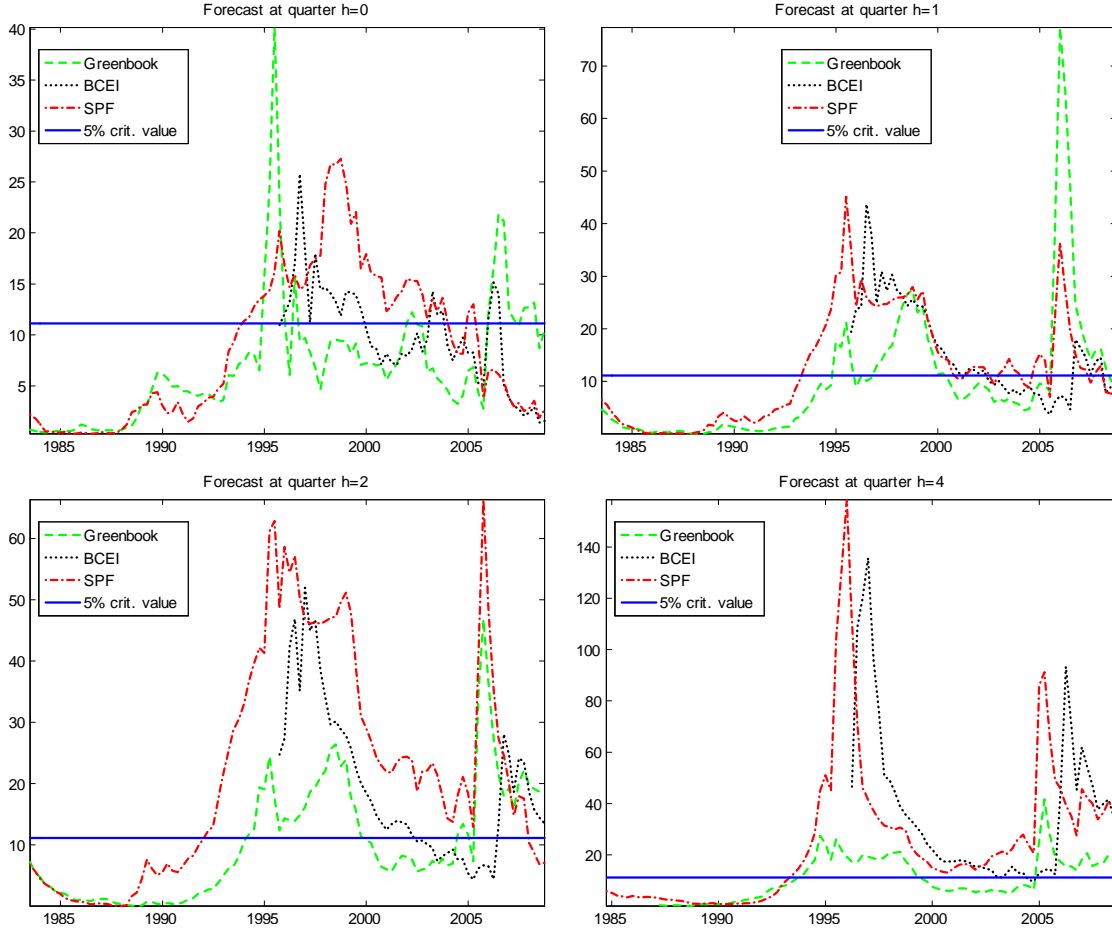 Forecast at quarter h=0
40
35
30
25
20
15
10
5
1985 1990 1995 2000 2005
Greenbook
BCEI
SPF
5% crit. value
Forecast at quarter h=1
70
60
50
40
30
20
10
1985 1990 1995 2000 2005
Greenbook
BCEI
SPF
5% crit. value
Forecast at quarter h=2
60
50
40
30
20
10
1985 1990 1995 2000 2005
Greenbook
BCEI
SPF
5% crit. value
Forecast at quarter h=4
140
120
100
80
60
40
20
1985 1990 1995 2000 2005
Greenbook
BCEI
SPF
5% crit. value